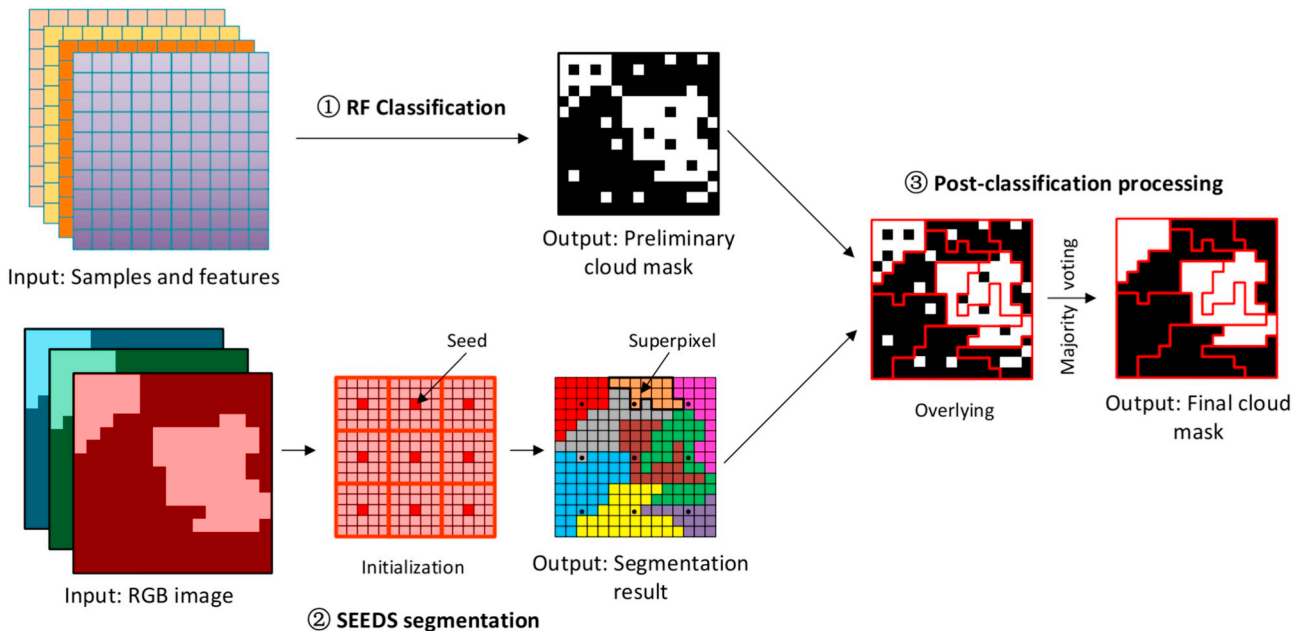 ① RF Classification
Input: Samples and features
Output: Preliminary
cloud mask
③ Post-classification processing
Overlying
Majority voting
Output: Final cloud
mask
Input: RGB image
Seed
Initialization
Superpixel
Output: Segmentation
result
② SEEDS segmentation